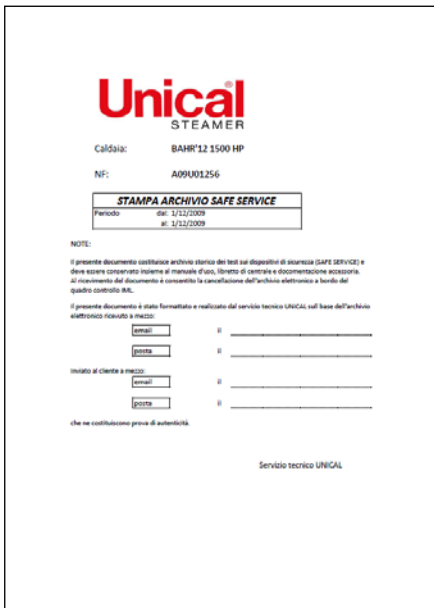 Unical
STEAMER
Caldaia: BAHR'12 1500 HP
NF: A09U01256
STAMPA ARCHIVIO SAFE SERVICE
Periodo dal: 1/12/2009
al: 1/12/2009
NOTE:
Il presente documento costituisce archivio storico dei test sui dispositivi di sicurezza (SAFE SERVICE) e
deve essere conservato insieme al manuale d'uso, libretto di centrale e documentazione accessoria.
Al ricevimento del documento è consentito la cancellazione dell'archivio elettronico a bordo del
quadro controllo IML.
Il presente documento è stato formattato e realizzato dal servizio tecnico UNICAL sulla base dell'archivio
elettronico ricevuto a mezzo:
email il
posta il
Inviato al cliente a mezzo:
email il
posta il
che ne costituiscono prova di autenticità.
Servizio tecnico UNICAL